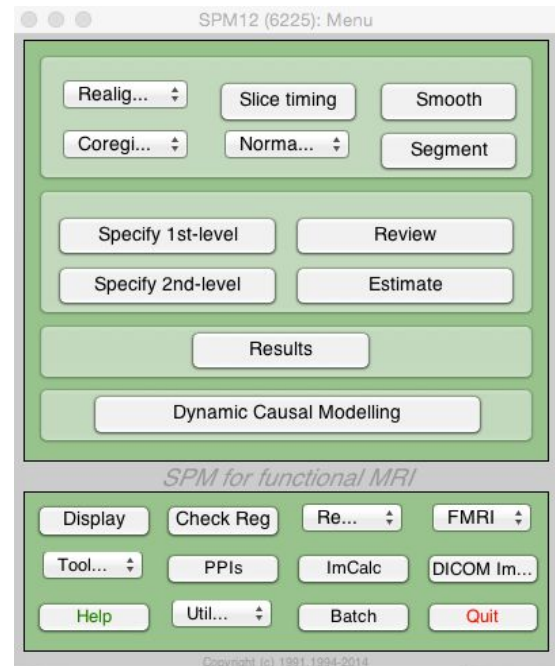 SPM12 (6225): Menu
Realig... Slice timing Smooth
Coregi... Norma... Segment
Specify 1st-level Review
Specify 2nd-level Estimate
Results
Dynamic Causal Modelling
SPM for functional MRI
Display Check Reg Re... FMRI
Tool... PPIs ImCalc DICOM Im...
Help Util... Batch Quit
Copyright (c) 1991,1994-2014